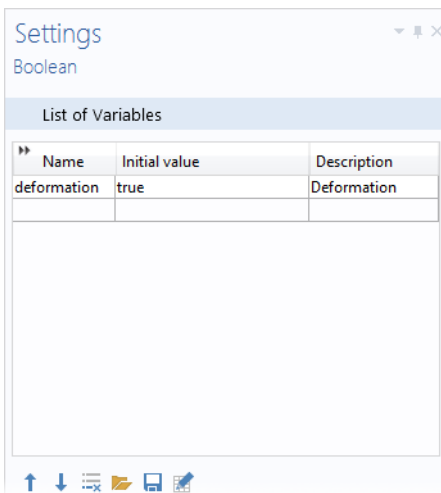 Settings
Boolean
List of Variables
Name Initial value Description
deformation true Deformation